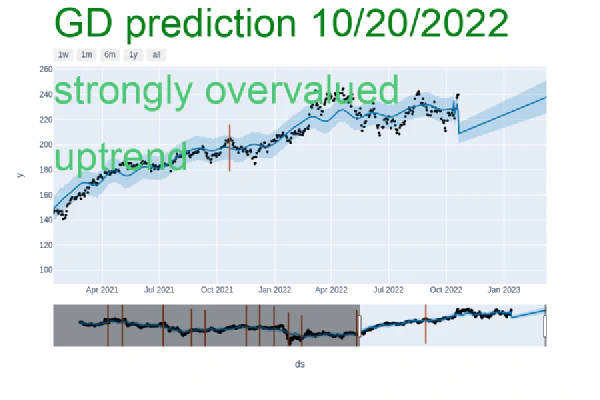 GD prediction 10/20/2022
1w 1m 6m 1y all
260
strongly overvalued
240
220
200
uptrend
180
160
140
120
100
y
Apr 2021 Jul 2021 Oct 2021 Jan 2022 Apr 2022 Jul 2022 Oct 2022 Jan 2023
ds